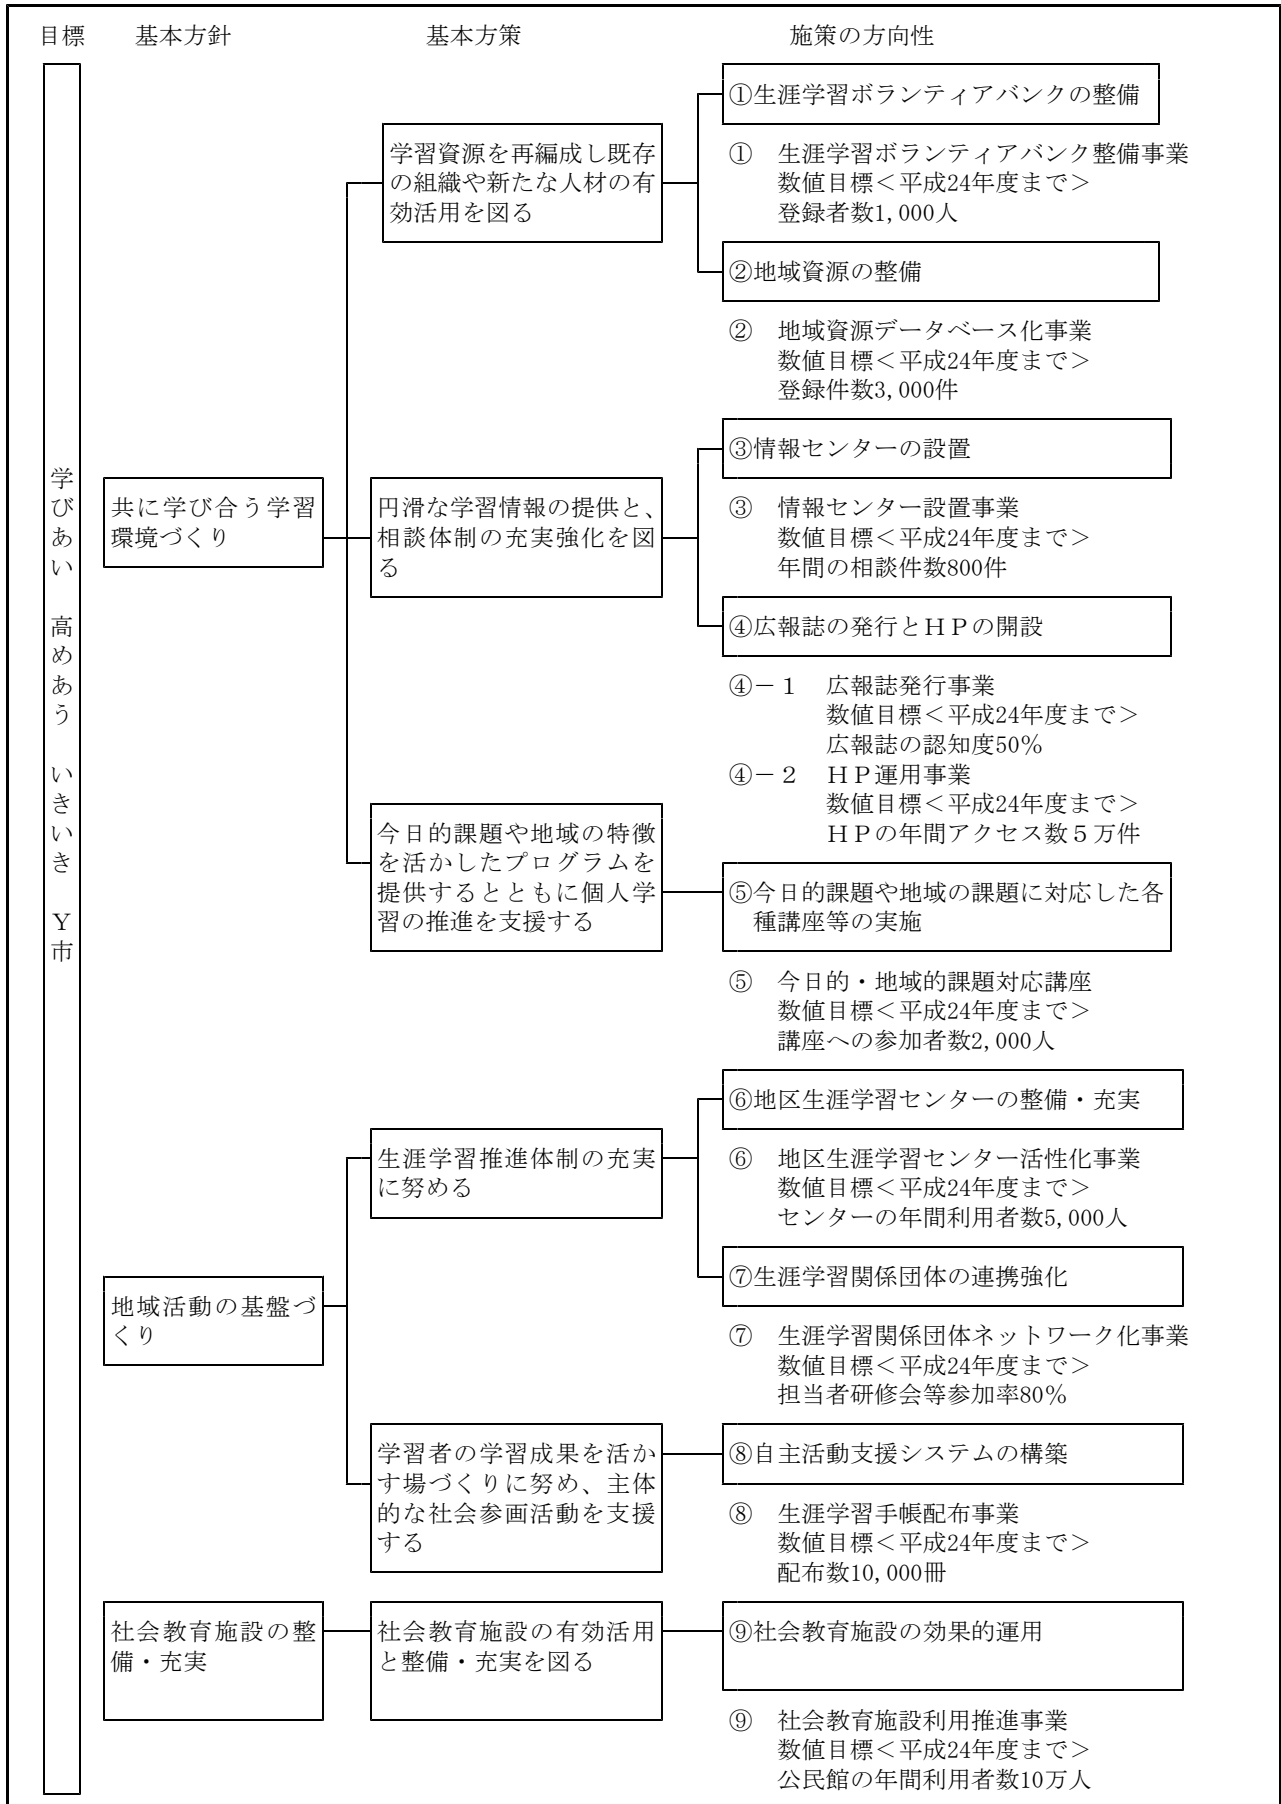 目標　基本方針　基本方策　施策の方向性
学びあい　高めあう　いきいき　Ｙ市
共に学び合う学習
環境づくり
学習資源を再編成し既存
の組織や新たな人材の有
効活用を図る
①生涯学習ボランティアバンクの整備
①　生涯学習ボランティアバンク整備事業
数値目標＜平成24年度まで＞
登録者数1,000人
②地域資源の整備
②　地域資源データベース化事業
数値目標＜平成24年度まで＞
登録件数3,000件
円滑な学習情報の提供と、
相談体制の充実強化を図
る
③情報センターの設置
③　情報センター設置事業
数値目標＜平成24年度まで＞
年間の相談件数800件
④広報誌の発行とＨＰの開設
④－１　広報誌発行事業
数値目標＜平成24年度まで＞
広報誌の認知度50％
④－２　ＨＰ運用事業
数値目標＜平成24年度まで＞
ＨＰの年間アクセス数５万件
今日的課題や地域の特徴
を活かしたプログラムを
提供するとともに個人学
習の推進を支援する
⑤今日的課題や地域の課題に対応した各
種講座等の実施
⑤　今日的・地域的課題対応講座
数値目標＜平成24年度まで＞
講座への参加者数2,000人
地域活動の基盤づ
くり
生涯学習推進体制の充実
に努める
⑥地区生涯学習センターの整備・充実
⑥　地区生涯学習センター活性化事業
数値目標＜平成24年度まで＞
センターの年間利用者数5,000人
⑦生涯学習関係団体の連携強化
⑦　生涯学習関係団体ネットワーク化事業
数値目標＜平成24年度まで＞
担当者研修会等参加率80％
学習者の学習成果を活か
す場づくりに努め、主体
的な社会参画活動を支援
する
⑧自主活動支援システムの構築
⑧　生涯学習手帳配布事業
数値目標＜平成24年度まで＞
配布数10,000冊
社会教育施設の整
備・充実
社会教育施設の有効活用
と整備・充実を図る
⑨社会教育施設の効果的運用
⑨　社会教育施設利用推進事業
数値目標＜平成24年度まで＞
公民館の年間利用者数10万人